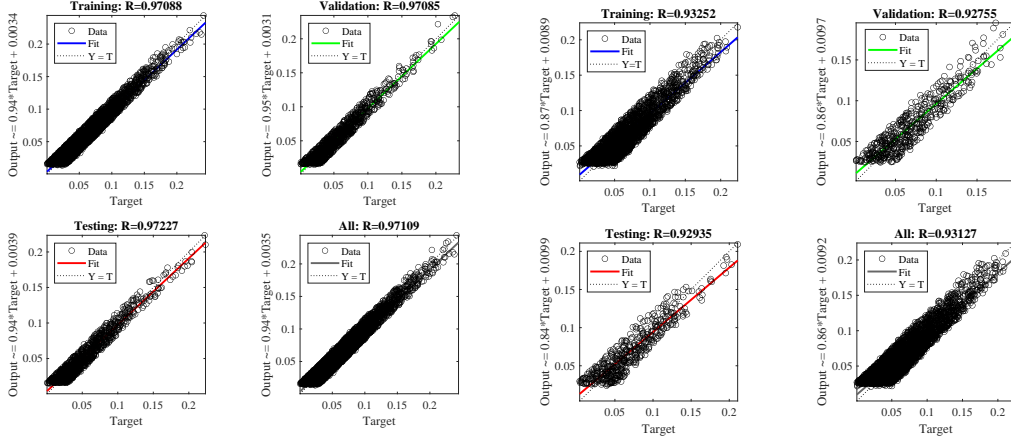 Training: R=0.97088
Output ~= 0.94*Target + 0.0034
Data
Fit
Y = T
0.2
0.15
0.1
0.05
0.05 0.1 0.15 0.2
Target
Validation: R=0.97085
Output ~= 0.95*Target + 0.0031
Data
Fit
Y = T
0.2
0.15
0.1
0.05
0.05 0.1 0.15 0.2
Target
Training: R=0.93252
Output ~= 0.87*Target + 0.0089
Data
Fit
Y=T
0.2
0.15
0.1
0.05
0.05 0.1 0.15 0.2
Target
Validation: R=0.92755
Output ~= 0.86*Target + 0.0097
Data
Fit
Y = T
0.15
0.1
0.05
0.05 0.1 0.15
Target
Testing: R=0.97227
Output ~= 0.94*Target + 0.0039
Data
Fit
Y = T
0.2
0.15
0.1
0.05
0.05 0.1 0.15 0.2
Target
All: R=0.97109
Output ~= 0.94*Target + 0.0035
Data
Fit
Y = T
0.2
0.15
0.1
0.05
0.05 0.1 0.15 0.2
Target
Testing: R=0.92935
Output ~= 0.84*Target + 0.0099
Data
Fit
Y = T
0.2
0.15
0.1
0.05
0.05 0.1 0.15 0.2
Target
All: R=0.93127
Output ~= 0.86*Target + 0.0092
Data
Fit
Y = T
0.2
0.15
0.1
0.05
0.05 0.1 0.15 0.2
Target